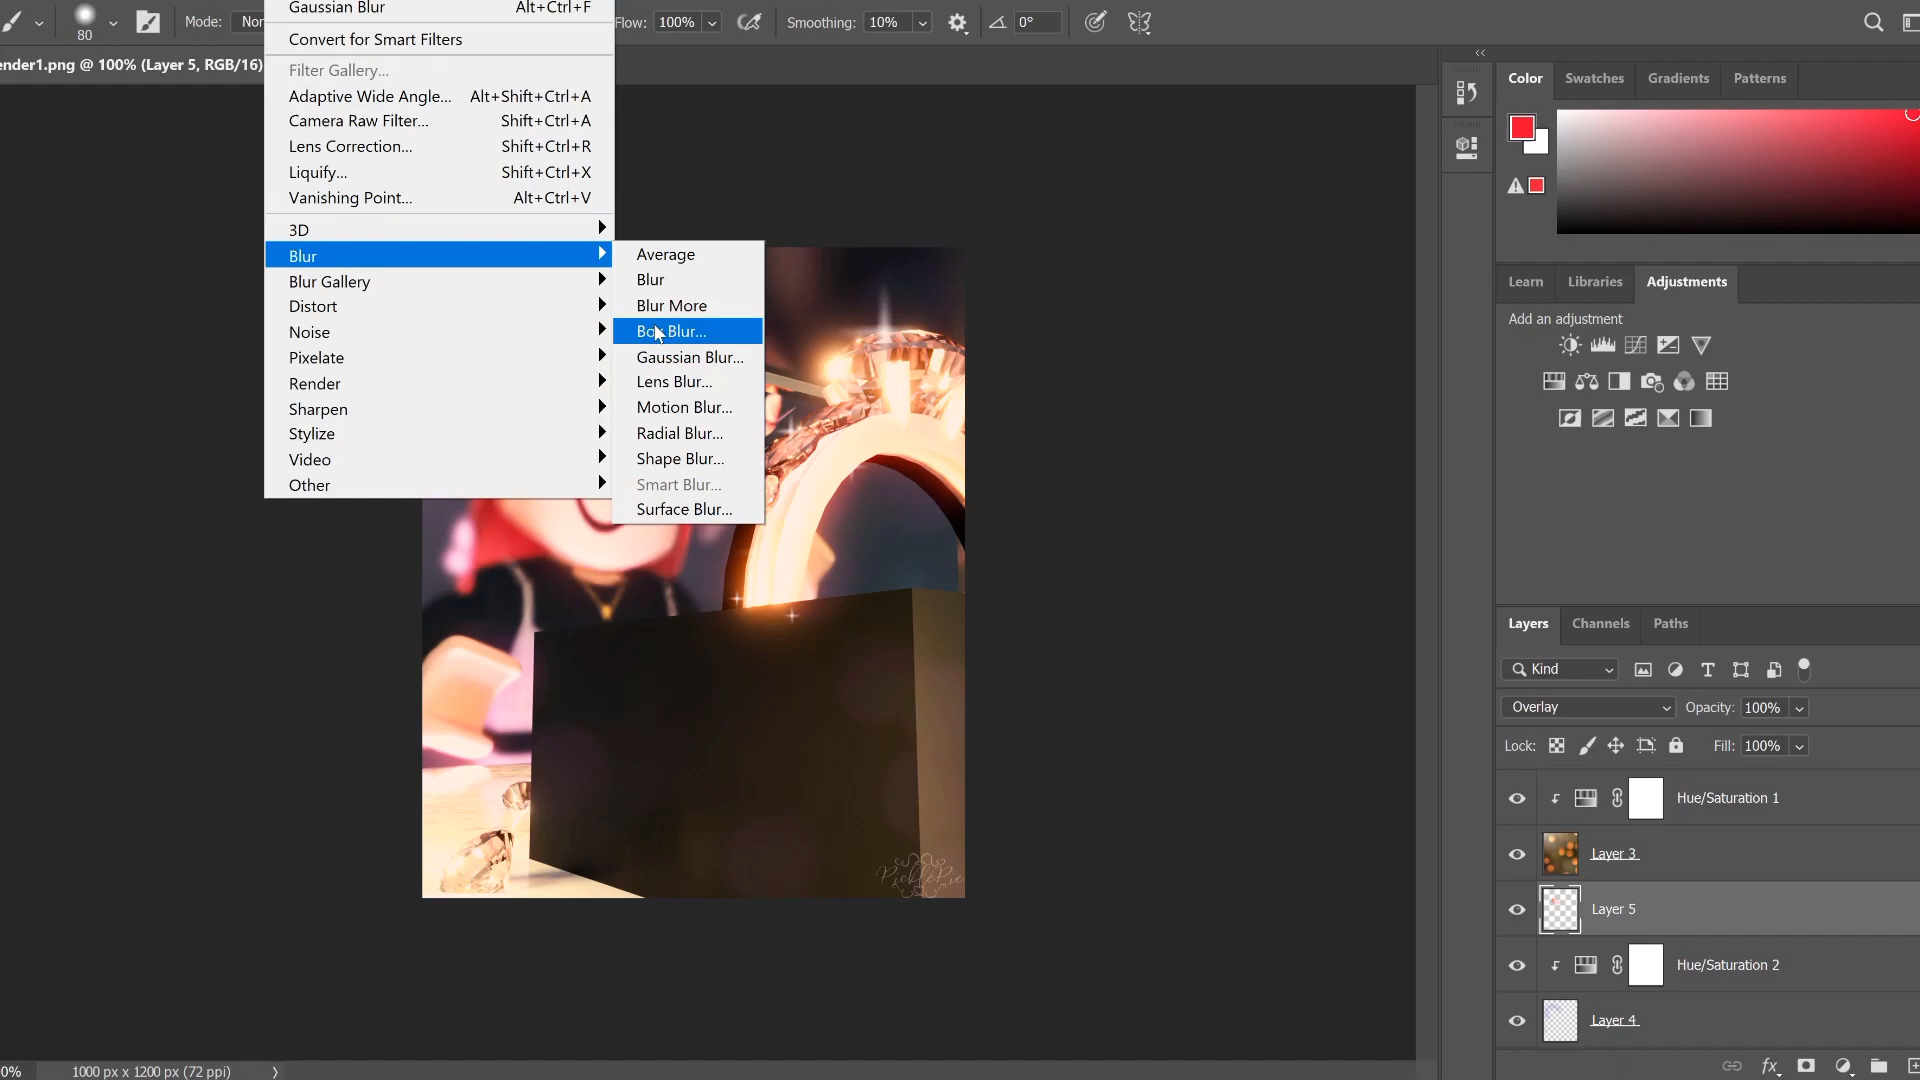 80
Mode:
Flow: 100%
Smoothing: 10%
0°
ender1.png @ 100% (Layer 5, RGB/16)
Gaussian Blur Alt+Ctrl+F
Convert for Smart Filters
Filter Gallery...
Adaptive Wide Angle... Alt+Shift+Ctrl+A
Camera Raw Filter... Shift+Ctrl+A
Lens Correction... Shift+Ctrl+R
Liquify... Shift+Ctrl+X
Vanishing Point... Alt+Ctrl+V
3D
Blur
Blur Gallery
Distort
Noise
Pixelate
Render
Sharpen
Stylize
Video
Other
Average
Blur
Blur More
Box Blur...
Gaussian Blur...
Lens Blur...
Motion Blur...
Radial Blur...
Shape Blur...
Smart Blur...
Surface Blur...
PicklePie
Color Swatches Gradients Patterns
Learn Libraries Adjustments
Add an adjustment
Layers Channels Paths
Kind
Overlay Opacity: 100%
Lock: Fill: 100%
Hue/Saturation 1
Layer 3
Layer 5
Hue/Saturation 2
Layer 4
fx
0% 1000 px x 1200 px (72 ppi)